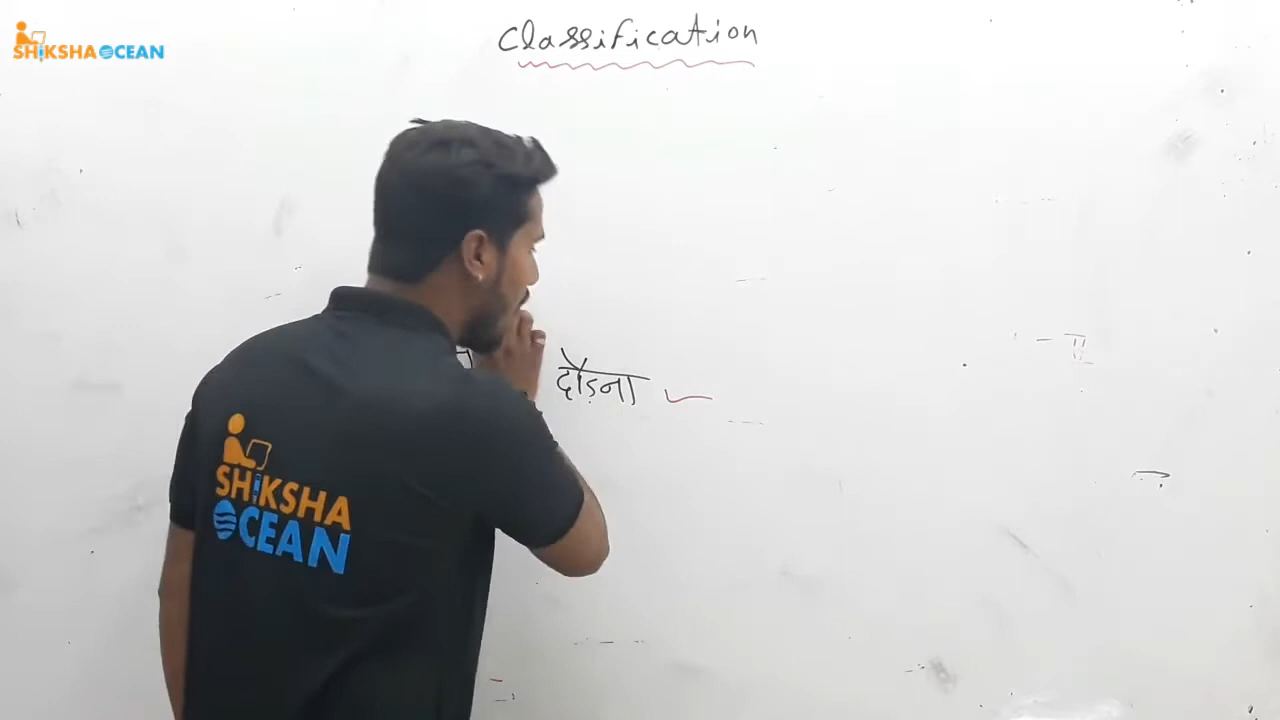 SHIKSHA OCEAN
Classification
दौड़ना
SHIKSHA
OCEAN